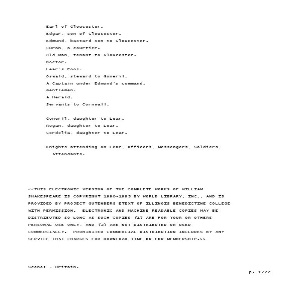 Earl of Gloucester.
Edgar, son of Gloucester.
Edmund, bastard son to Gloucester.
Curan, a courtier.
Old Man, tenant to Gloucester.
Doctor.
Lear's Fool.
Oswald, steward to Goneril.
A Captain under Edmund's command.
Gentlemen.
A Herald.
Servants to Cornwall.
Goneril, daughter to Lear.
Regan, daughter to Lear.
Cordelia, daughter to Lear.
Knights attending on Lear, Officers, Messengers, Soldiers,
Attendants.
<<THIS ELECTRONIC VERSION OF THE COMPLETE WORKS OF WILLIAM
SHAKESPEARE IS COPYRIGHT 1990-1993 BY WORLD LIBRARY, INC., AND IS
PROVIDED BY PROJECT GUTENBERG ETEXT OF ILLINOIS BENEDICTINE COLLEGE
WITH PERMISSION. ELECTRONIC AND MACHINE READABLE COPIES MAY BE
DISTRIBUTED SO LONG AS SUCH COPIES (1) ARE FOR YOUR OR OTHERS
PERSONAL USE ONLY, AND (2) ARE NOT DISTRIBUTED OR USED
COMMERCIALLY. PROHIBITED COMMERCIAL DISTRIBUTION INCLUDES BY ANY
SERVICE THAT CHARGES FOR DOWNLOAD TIME OR FOR MEMBERSHIP.>>
Scene: - Britain.